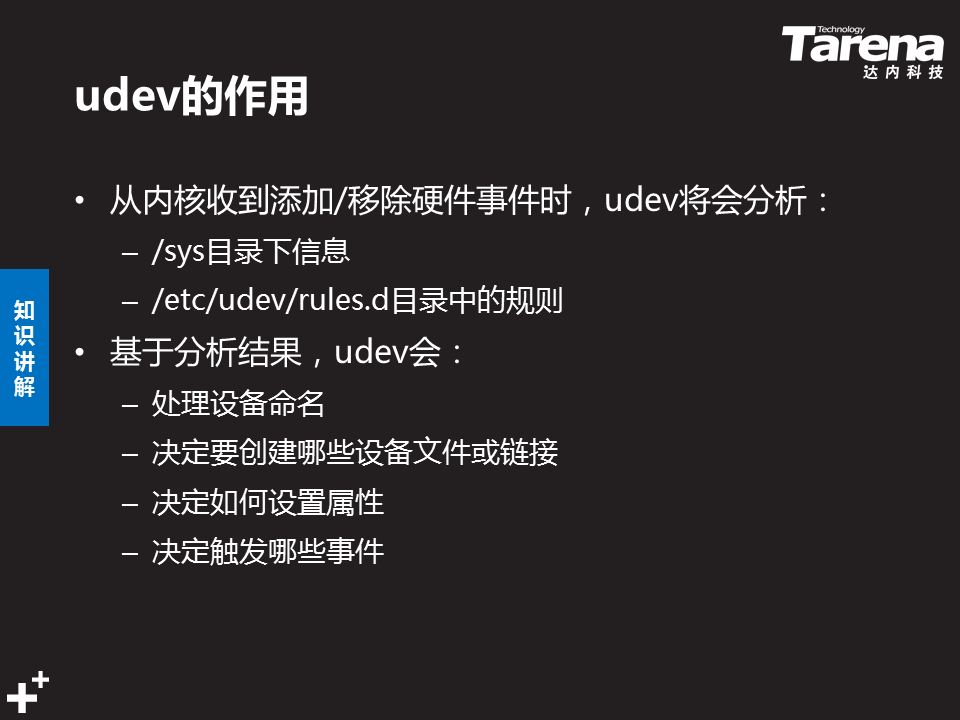 Technology
Tarena
达内科技
udev的作用
• 从内核收到添加/移除硬件事件时，udev将会分析：
– /sys目录下信息
– /etc/udev/rules.d目录中的规则
知识讲解
• 基于分析结果，udev会：
– 处理设备命名
– 决定要创建哪些设备文件或链接
– 决定如何设置属性
– 决定触发哪些事件